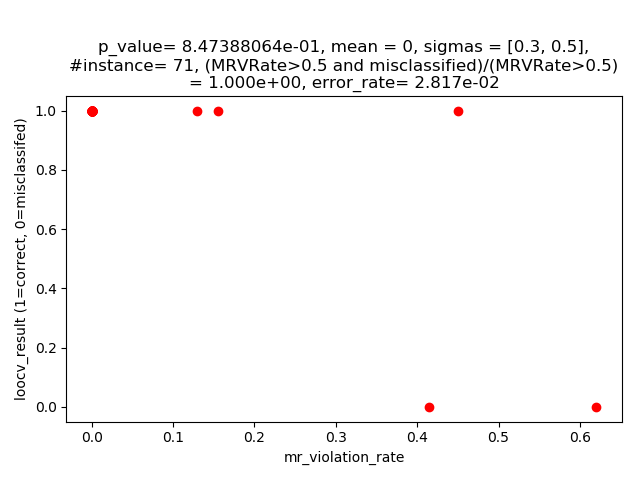 p_value= 8.47388064e-01, mean = 0, sigmas = [0.3, 0.5],
#instance= 71, (MRVRate>0.5 and misclassified)/(MRVRate>0.5)
= 1.000e+00, error_rate= 2.817e-02
loocv_result (1=correct, 0=misclassifed)
1.0
0.8
0.6
0.4
0.2
0.0
0.0 0.1 0.2 0.3 0.4 0.5 0.6
mr_violation_rate